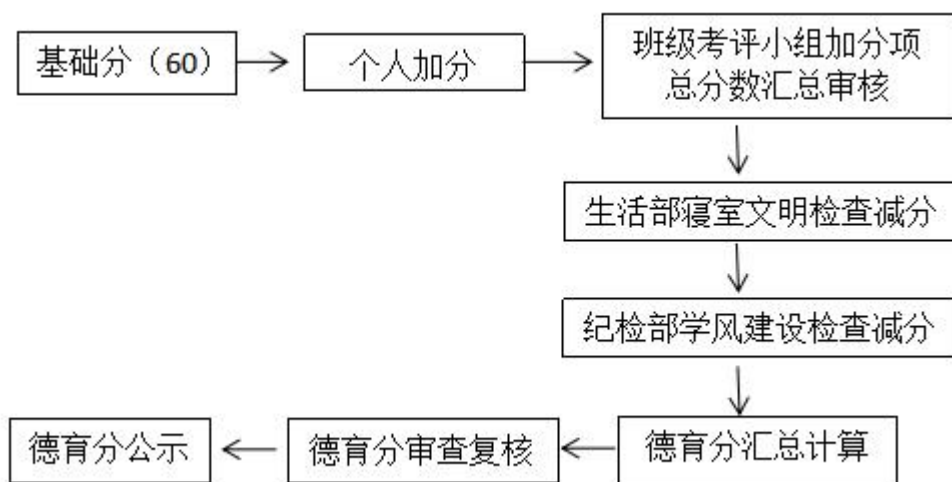 基础分（60）
个人加分
班级考评小组加分项
总分数汇总审核
生活部寝室文明检查减分
纪检部学风建设检查减分
德育分汇总计算
德育分审查复核
德育分公示